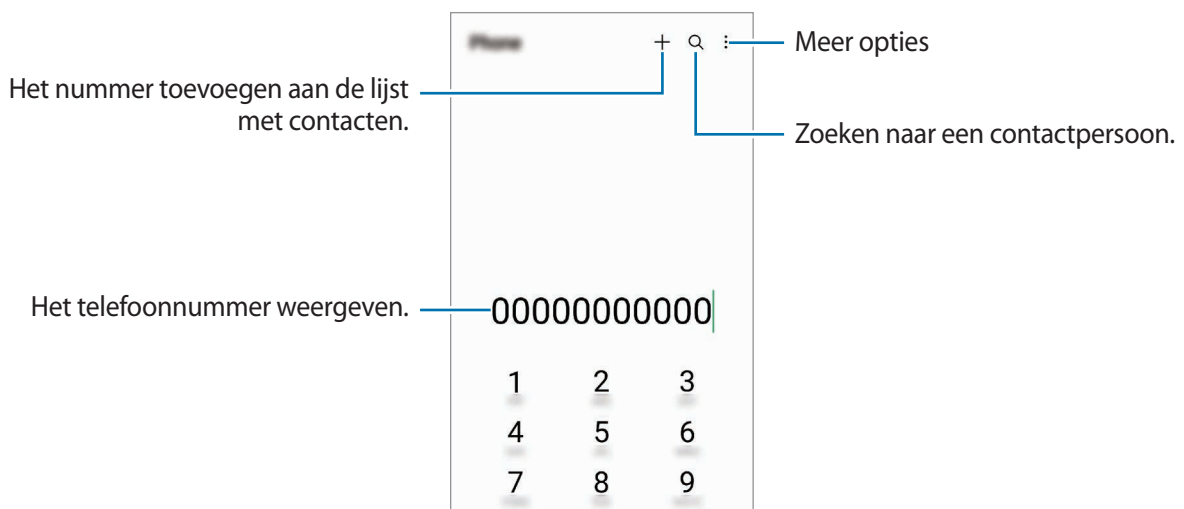 Phone
Meer opties
Het nummer toevoegen aan de lijst
met contacten.
Zoeken naar een contactpersoon.
Het telefoonnummer weergeven.
00000000000
1 2 3
4 5 6
7 8 9